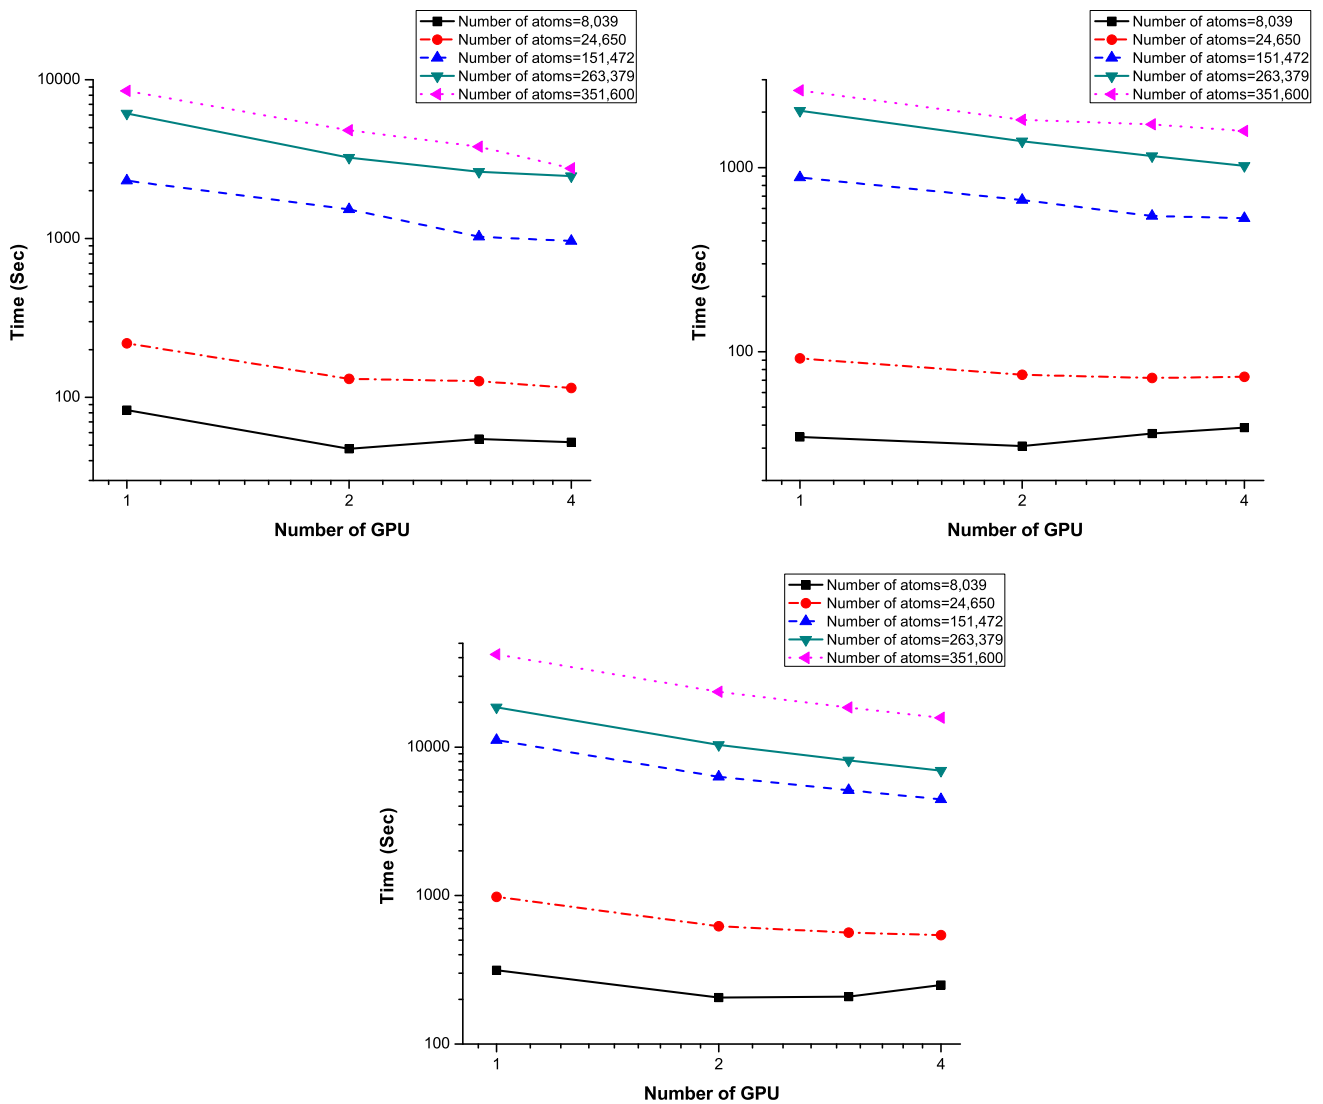 Number of atoms=8,039
Number of atoms=24,650
Number of atoms=151,472
Number of atoms=263,379
Number of atoms=351,600
10000
1000
100
Time (Sec)
1 2 4
Number of GPU
Number of atoms=8,039
Number of atoms=24,650
Number of atoms=151,472
Number of atoms=263,379
Number of atoms=351,600
1000
100
Time (Sec)
1 2 4
Number of GPU
Number of atoms=8,039
Number of atoms=24,650
Number of atoms=151,472
Number of atoms=263,379
Number of atoms=351,600
10000
1000
100
Time (Sec)
1 2 4
Number of GPU